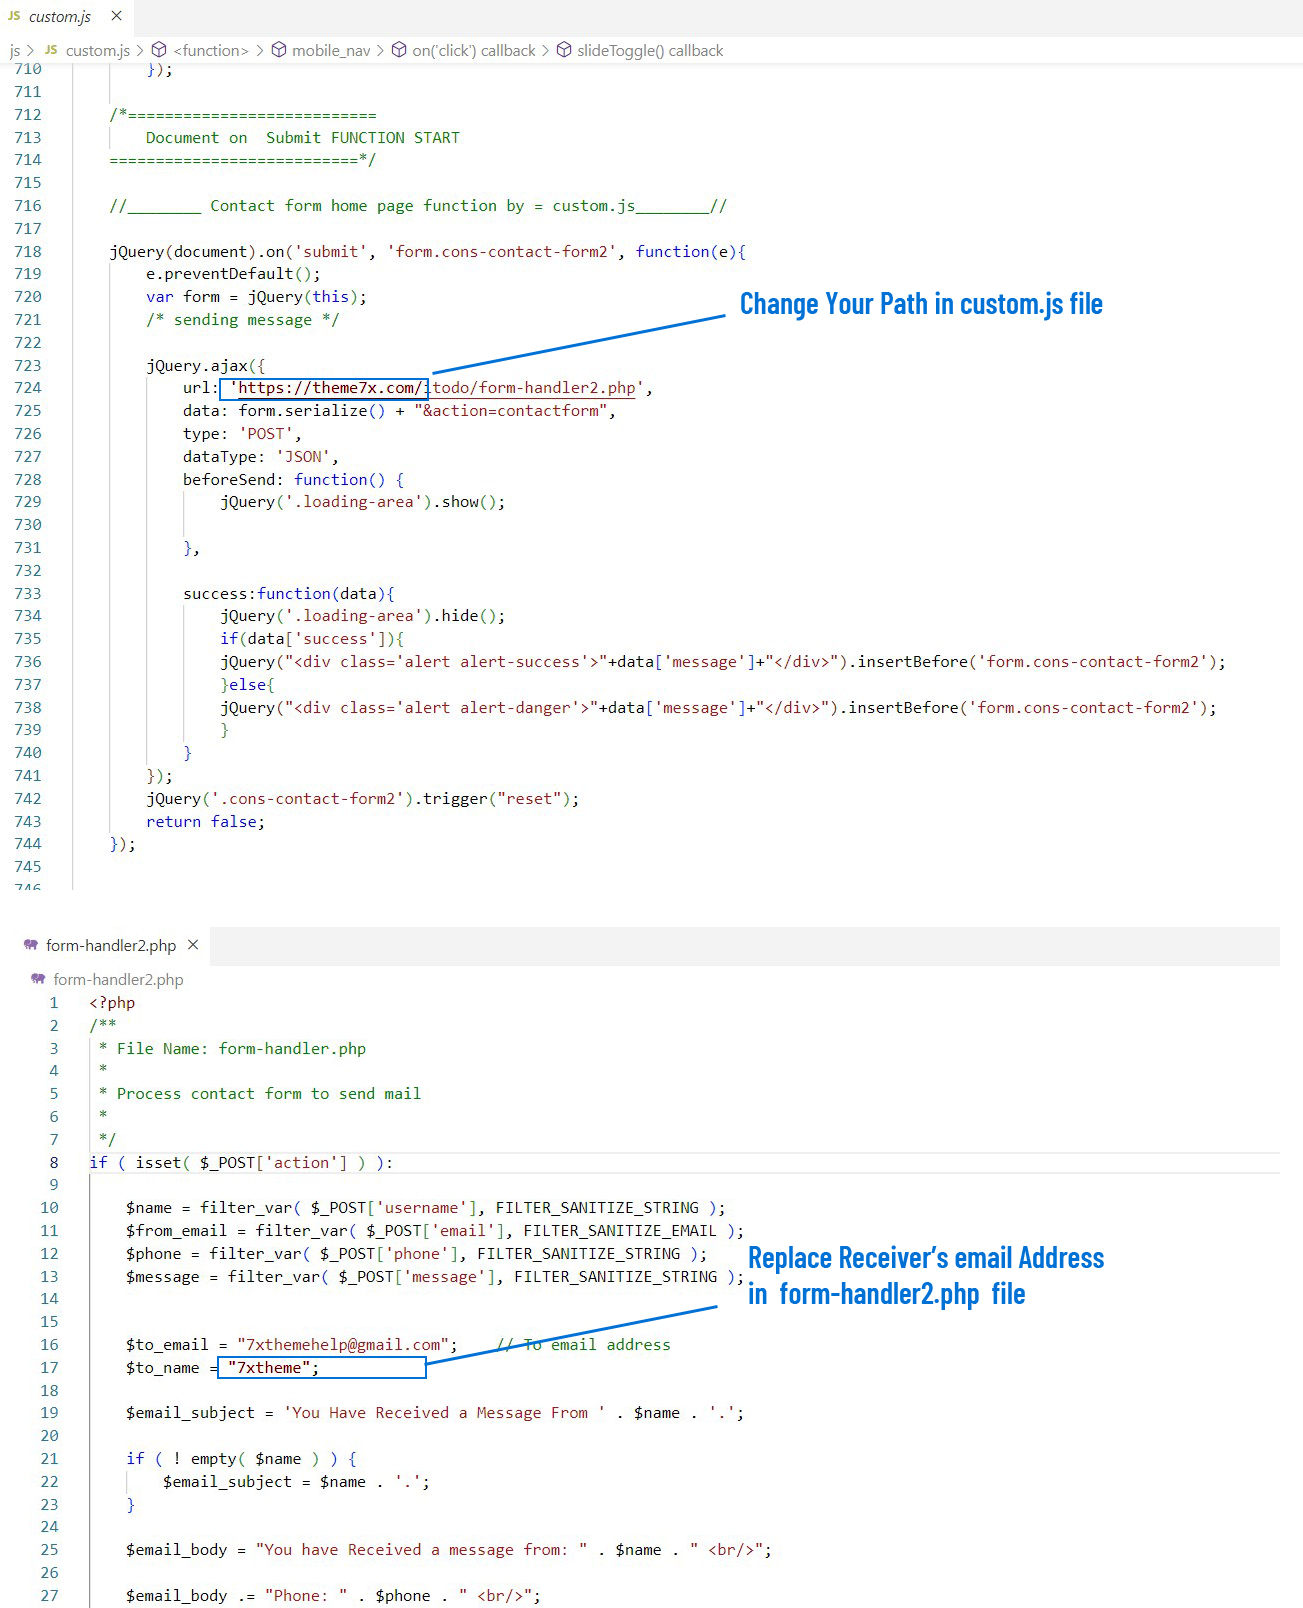 JS custom.js ×
js > JS custom.js > <function> > mobile_nav > on('click') callback > slideToggle() callback
710 });
711
712 /*===========================
713 Document on  Submit FUNCTION START
714 ===========================*/
715
716 //________ Contact form home page function by = custom.js________//
717
718 jQuery(document).on('submit', 'form.cons-contact-form2', function(e){
719 e.preventDefault();
720 var form = jQuery(this);
Change Your Path in custom.js file
721 /* sending message */
722
723 jQuery.ajax({
724 url: 'https://theme7x.com/itodo/form-handler2.php',
725 data: form.serialize() + "&action=contactform",
726 type: 'POST',
727 dataType: 'JSON',
728 beforeSend: function() {
729 jQuery('.loading-area').show();
730
731 },
732
733 success:function(data){
734 jQuery('.loading-area').hide();
735 if(data['success']){
736 jQuery("<div class='alert alert-success'>"+data['message']+"</div>").insertBefore('form.cons-contact-form2');
737 }else{
738 jQuery("<div class='alert alert-danger'>"+data['message']+"</div>").insertBefore('form.cons-contact-form2');
739 }
740 }
741 });
742 jQuery('.cons-contact-form2').trigger("reset");
743 return false;
744 });
745
746
form-handler2.php ×
form-handler2.php
1 <?php
2 /**
3 * File Name: form-handler.php
4 *
5 * Process contact form to send mail
6 *
7 */
8 if ( isset( $_POST['action'] ) ):
9
10 $name = filter_var( $_POST['username'], FILTER_SANITIZE_STRING );
11 $from_email = filter_var( $_POST['email'], FILTER_SANITIZE_EMAIL );
12 $phone = filter_var( $_POST['phone'], FILTER_SANITIZE_STRING );
13 $message = filter_var( $_POST['message'], FILTER_SANITIZE_STRING );
Replace Receiver’s email Address
in form-handler2.php file
14
15
16 $to_email = "7xthemehelp@gmail.com"; // To email address
17 $to_name = "7xtheme";
18
19 $email_subject = 'You Have Received a Message From ' . $name . '.';
20
21 if ( ! empty( $name ) ) {
22 $email_subject = $name . '.';
23 }
24
25 $email_body = "You have Received a message from: " . $name . " <br/>";
26
27 $email_body .= "Phone: " . $phone . " <br/>";